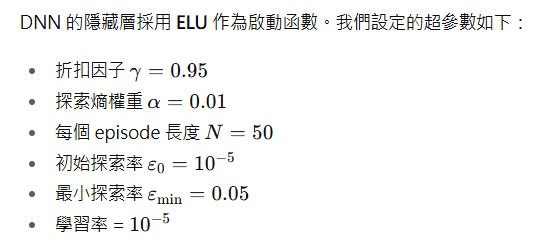 DNN 的隱藏層採用 ELU 作為啟動函數。我們設定的超參數如下：
• 折扣因子 γ = 0.95
• 探索熵權重 α = 0.01
• 每個 episode 長度 N = 50
• 初始探索率 ε₀ = 10⁻⁵
• 最小探索率 ε_min = 0.05
• 學習率 = 10⁻⁵